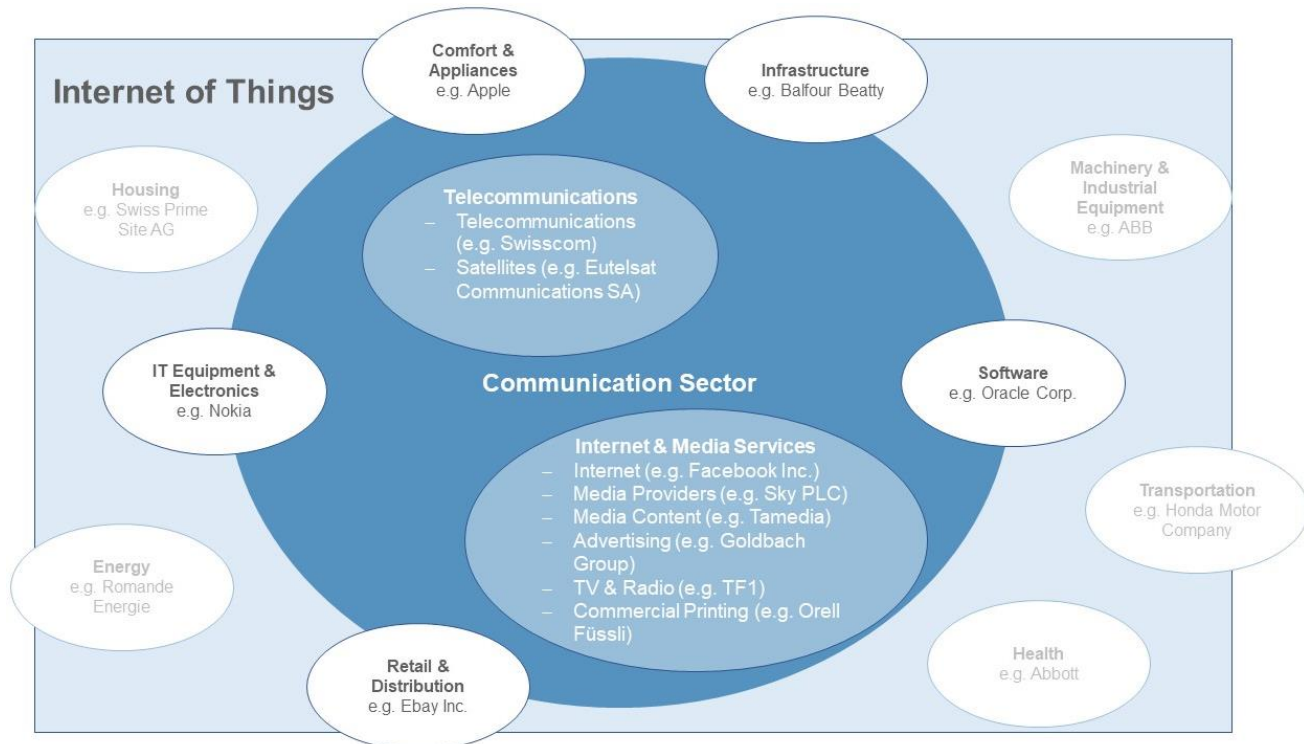 Internet of Things
Comfort &
Appliances
e.g. Apple
Infrastructure
e.g. Balfour Beatty
Housing
e.g. Swiss Prime
Site AG
Machinery &
Industrial
Equipment
e.g. ABB
Telecommunications
– Telecommunications
(e.g. Swisscom)
– Satellites (e.g. Eutelsat
Communications SA)
IT Equipment &
Electronics
e.g. Nokia
Communication Sector
Software
e.g. Oracle Corp.
Internet & Media Services
– Internet (e.g. Facebook Inc.)
– Media Providers (e.g. Sky PLC)
– Media Content (e.g. Tamedia)
– Advertising (e.g. Goldbach
Group)
– TV & Radio (e.g. TF1)
– Commercial Printing (e.g. Orell
Füssli)
Transportation
e.g. Honda Motor
Company
Energy
e.g. Romande
Energie
Retail &
Distribution
e.g. Ebay Inc.
Health
e.g. Abbott